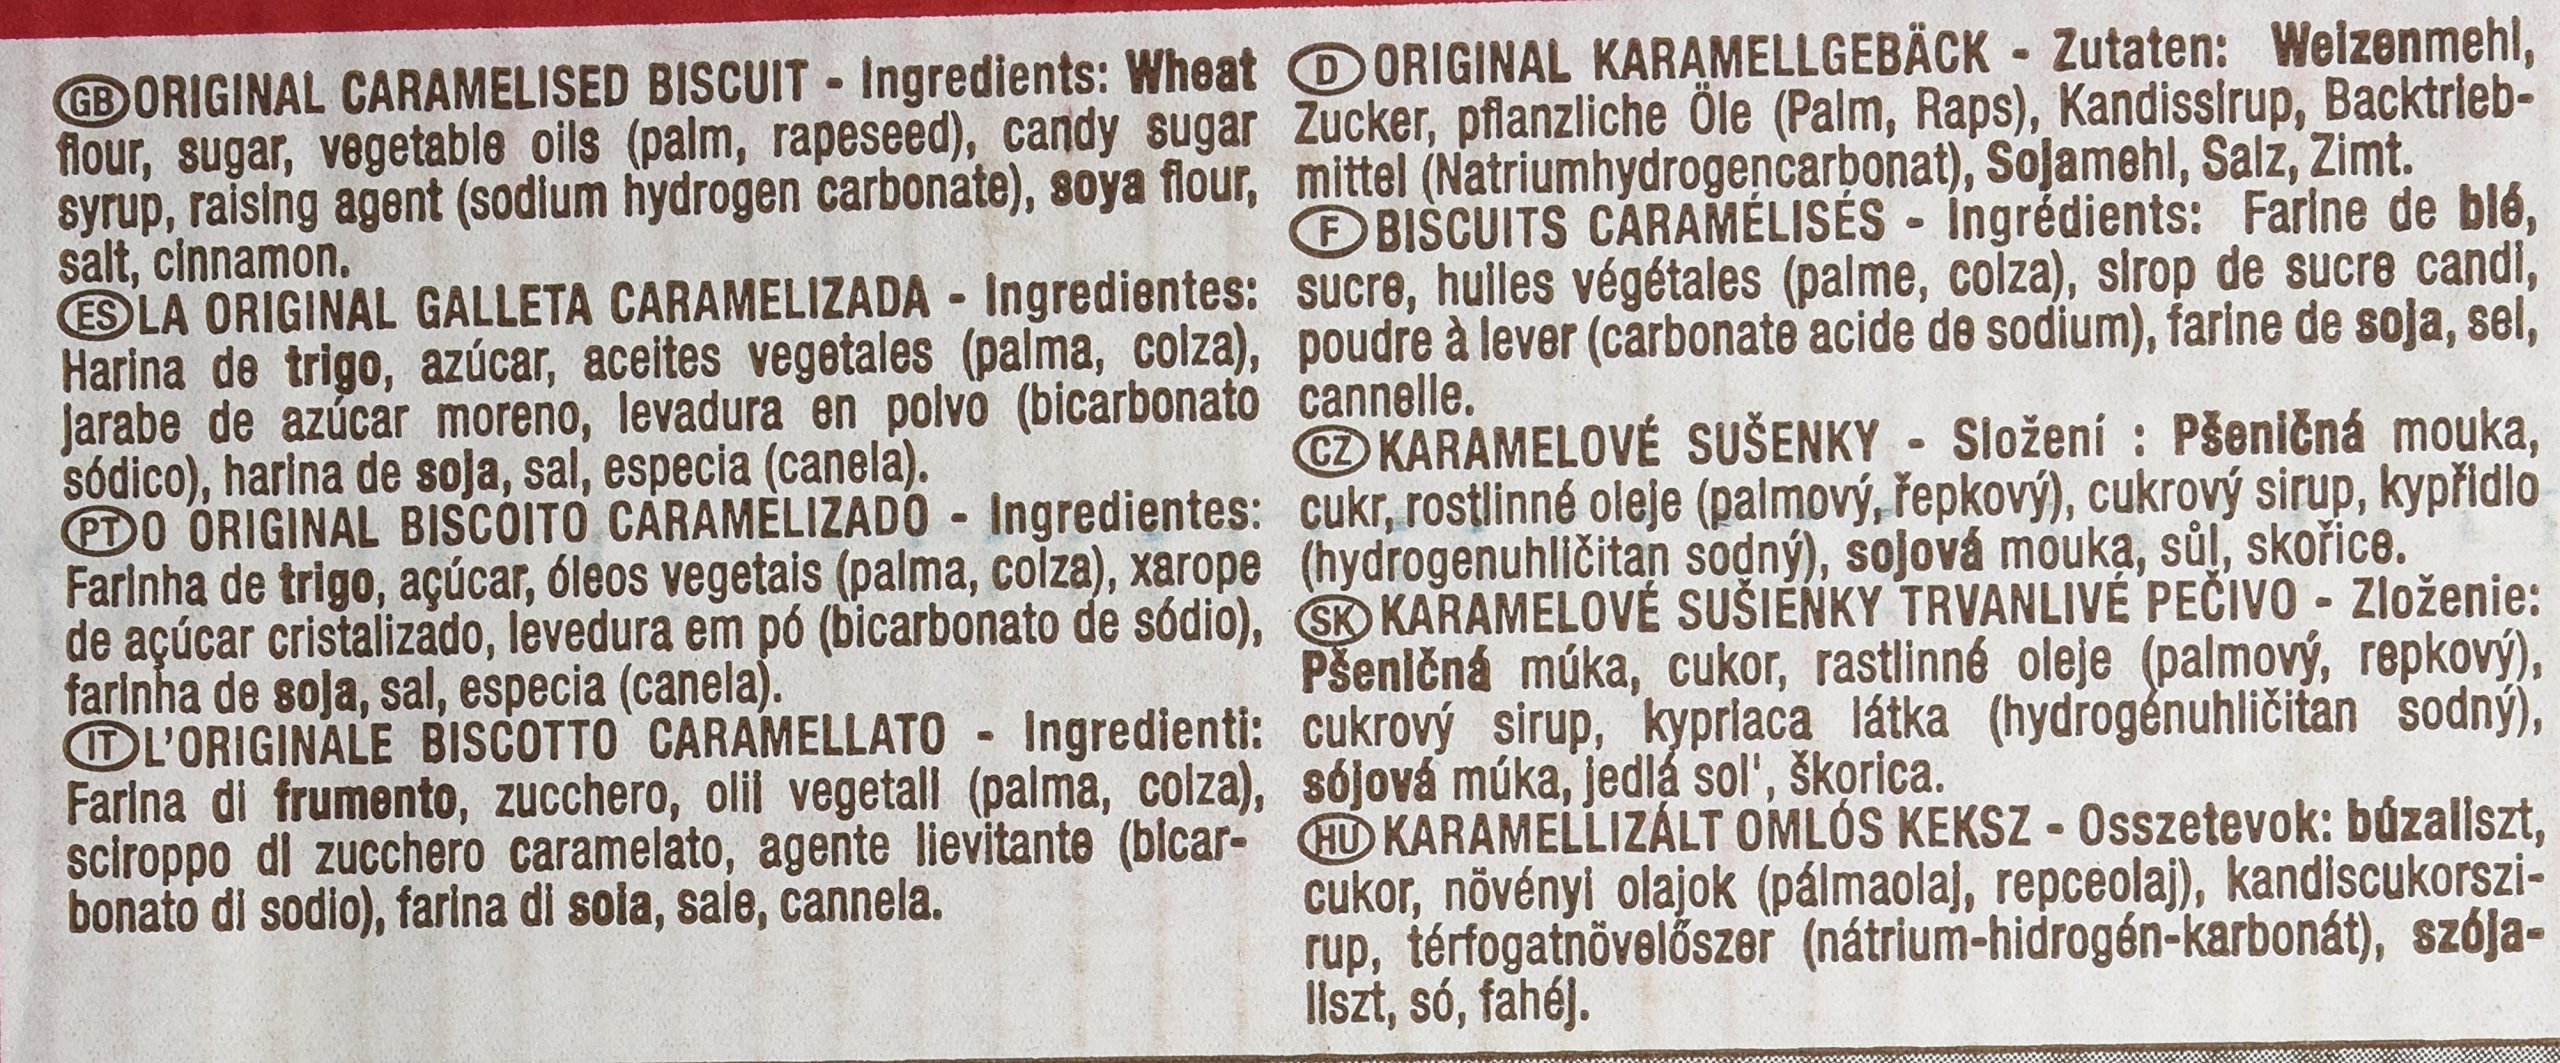 GB ORIGINAL CARAMELISED BISCUIT - Ingredients: Wheat
flour, sugar, vegetable oils (palm, rapeseed), candy sugar
syrup, raising agent (sodium hydrogen carbonate), soya flour,
salt, cinnamon.
ES LA ORIGINAL GALLETA CARAMELIZADA - Ingredientes:
Harina de trigo, azúcar, aceites vegetales (palma, colza),
jarabe de azúcar moreno, levadura en polvo (bicarbonato
sódico), harina de soja, sal, especia (canela).
PT O ORIGINAL BISCOITO CARAMELIZADO - Ingredientes:
Farinha de trigo, açúcar, óleos vegetais (palma, colza), xarope
de açúcar cristalizado, levedura em pó (bicarbonato de sódio),
farinha de soja, sal, especia (canela).
IT L'ORIGINALE BISCOTTO CARAMELLATO - Ingredienti:
Farina di frumento, zucchero, olii vegetali (palma, colza),
sciroppo di zucchero caramelato, agente lievitante (bicar-
bonato di sodio), farina di soia, sale, cannela.
D ORIGINAL KARAMELLGEBÄCK - Zutaten: Weizenmehl,
Zucker, pflanzliche Öle (Palm, Raps), Kandissirup, Backtrieb-
mittel (Natriumhydrogencarbonat), Sojamehl, Salz, Zimt.
F BISCUITS CARAMÉLISÉS - Ingrédients: Farine de blé,
sucre, huiles végétales (palme, colza), sirop de sucre candi,
poudre à lever (carbonate acide de sodium), farine de soja, sel,
cannelle.
CZ KARAMELOVÉ SUŠENKY - Složení : Pšeničná mouka,
cukr, rostlinné oleje (palmový, řepkový), cukrový sirup, kypřidlo
(hydrogenuhličitan sodný), sojová mouka, sůl, skořice.
SK KARAMELOVÉ SUŠIENKY TRVANLIVÉ PEČIVO - Zloženie:
Pšeničná múka, cukor, rastlinné oleje (palmový, repkový),
cukrový sirup, kypriaca látka (hydrogénuhličitan sodný),
sójová múka, jedlá sol', škorica.
HU KARAMELLIZÁLT OMLÓS KEKSZ - Osszetevok: búzaliszt,
cukor, növényi olajok (pálmaolaj, repceolaj), kandiscukorszi-
rup, térfogatnövelőszer (nátrium-hidrogén-karbonát), szója-
liszt, só, fahéj.